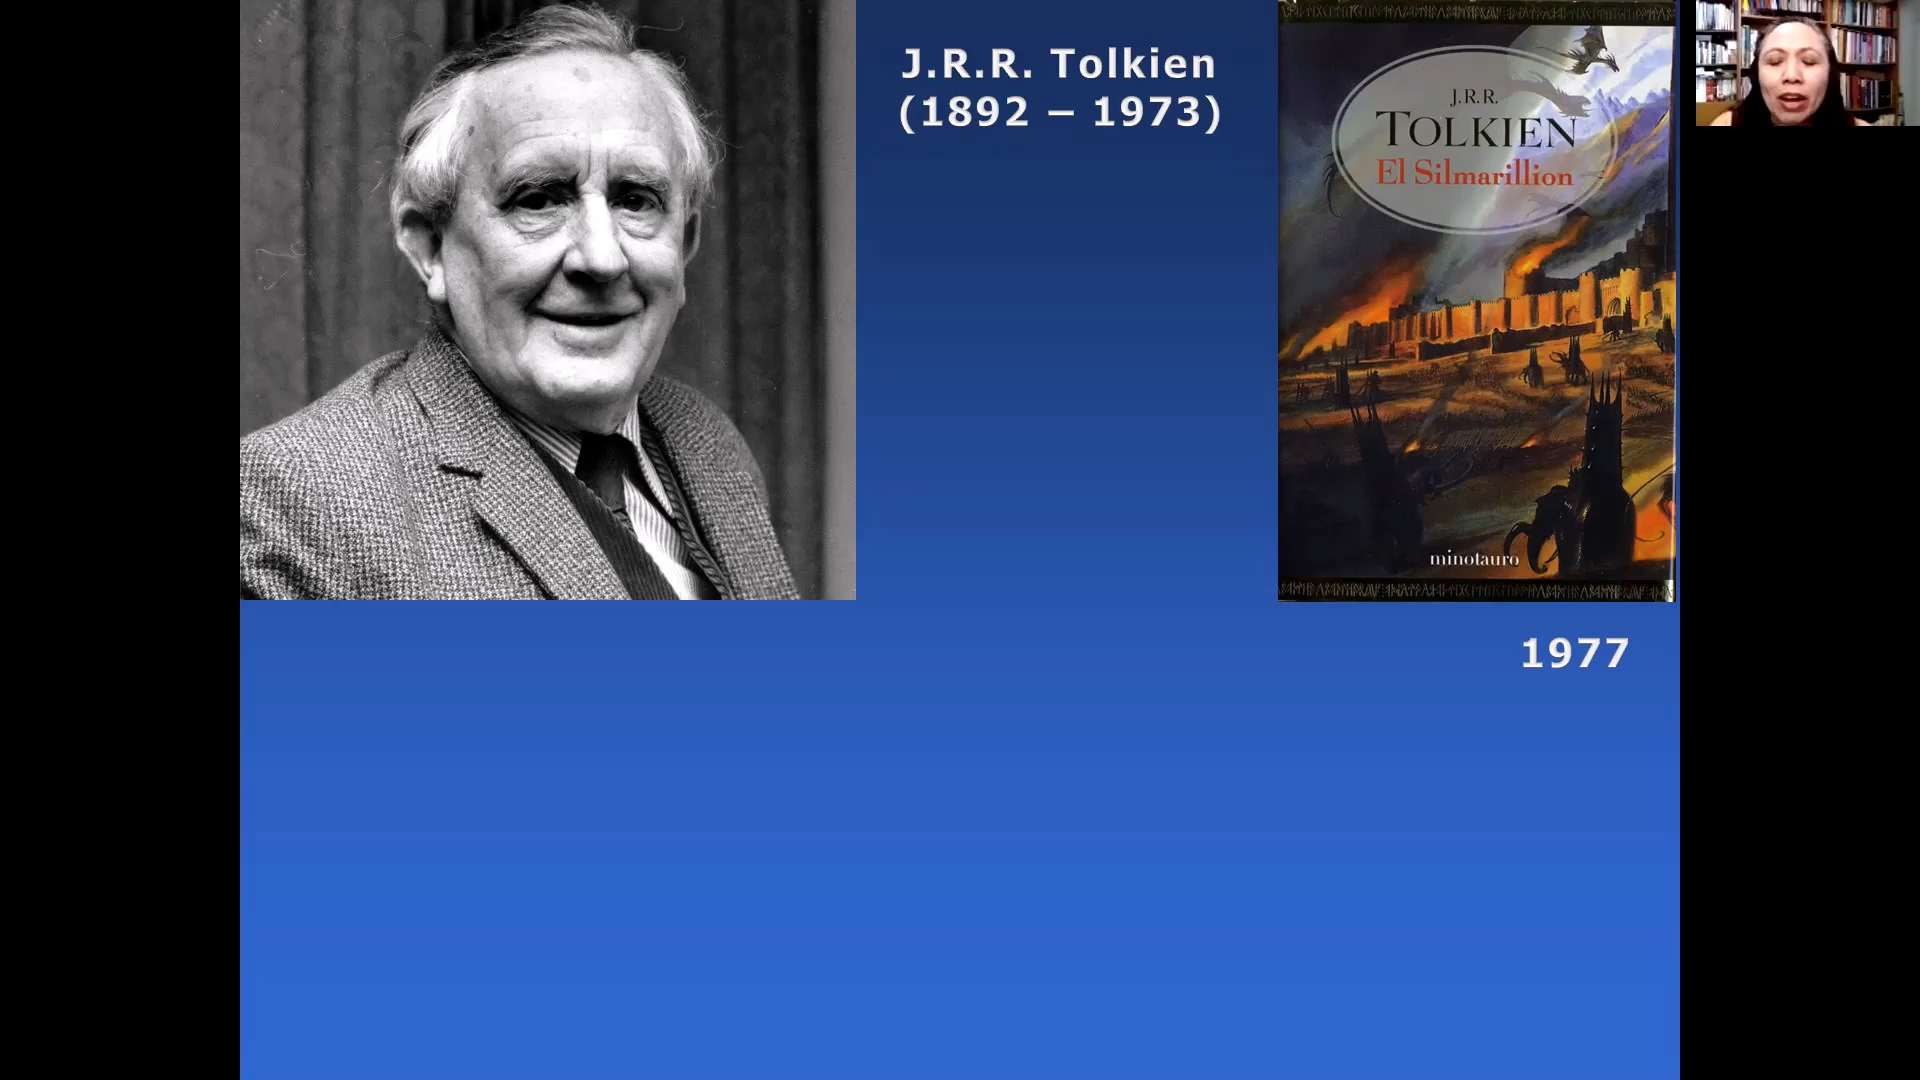 J.R.R. Tolkien
(1892 – 1973)
J.R.R.
TOLKIEN
El Silmarillion
minotauro
1977